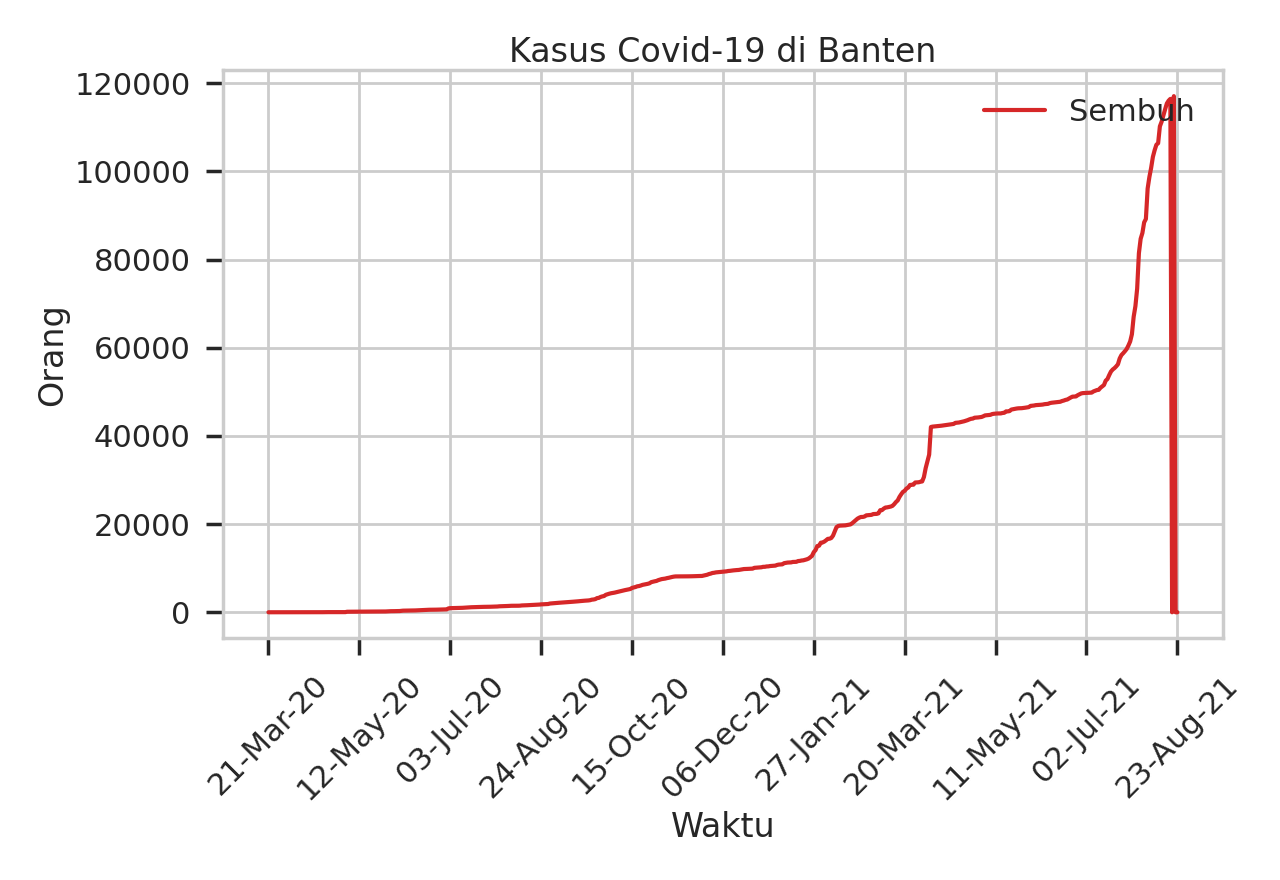 Kasus Covid-19 di Banten
Sembuh
Orang
120000
100000
80000
60000
40000
20000
0
21-Mar-20
12-May-20
03-Jul-20
24-Aug-20
15-Oct-20
06-Dec-20
27-Jan-21
20-Mar-21
11-May-21
02-Jul-21
23-Aug-21
Waktu